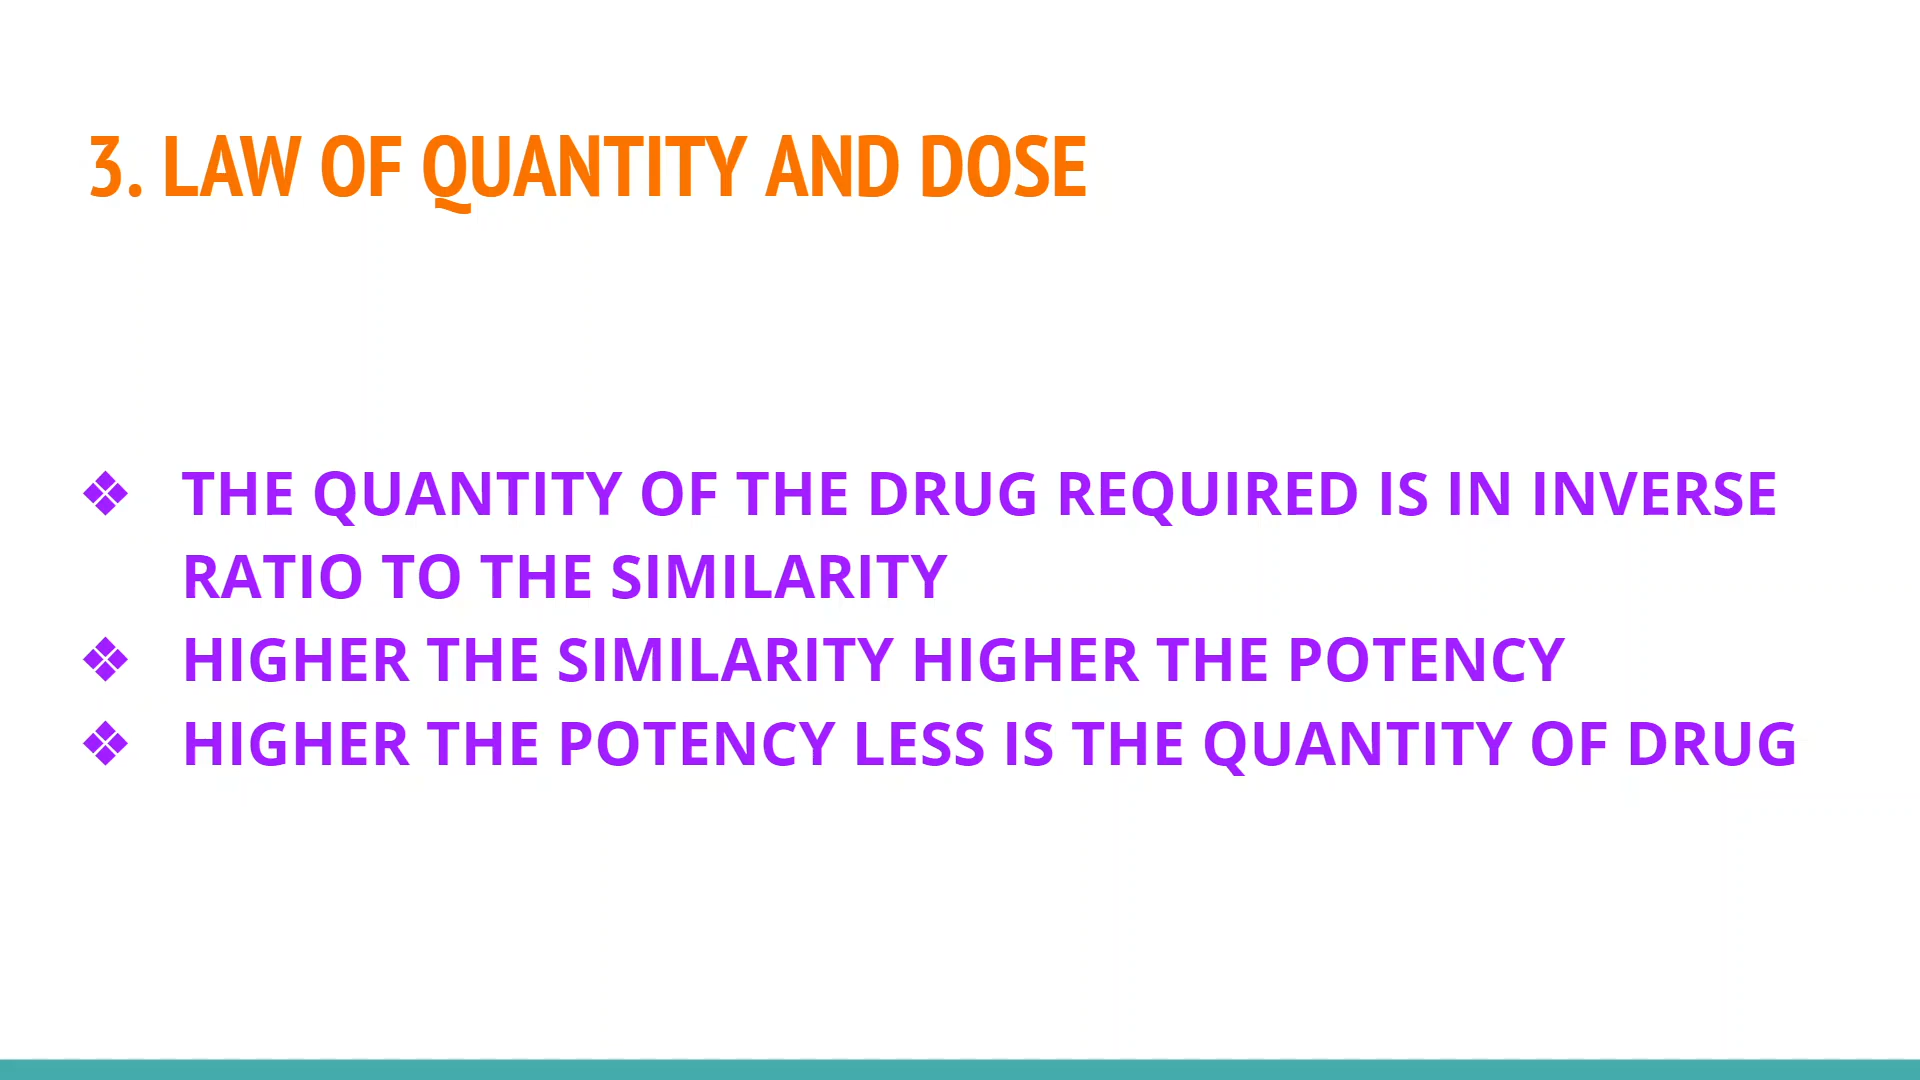 3. LAW OF QUANTITY AND DOSE
❖ THE QUANTITY OF THE DRUG REQUIRED IS IN INVERSE
RATIO TO THE SIMILARITY
❖ HIGHER THE SIMILARITY HIGHER THE POTENCY
❖ HIGHER THE POTENCY LESS IS THE QUANTITY OF DRUG